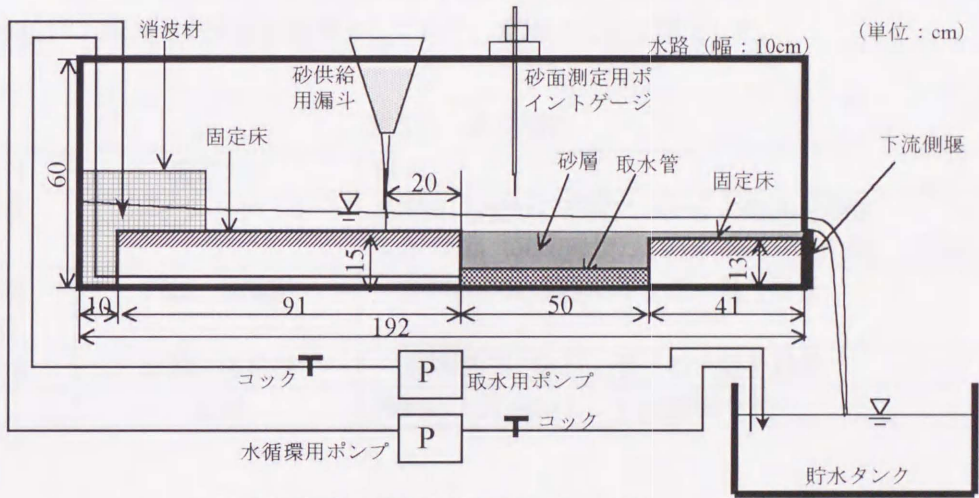 消波材
水路（幅：10cm）
（単位：cm）
砂供給
用漏斗
砂面測定用ポ
イントゲージ
固定床
砂層
取水管
固定床
下流側堰
60
20
15
13
10
91
50
41
192
コック
P
取水用ポンプ
水循環用ポンプ
P
コック
貯水タンク